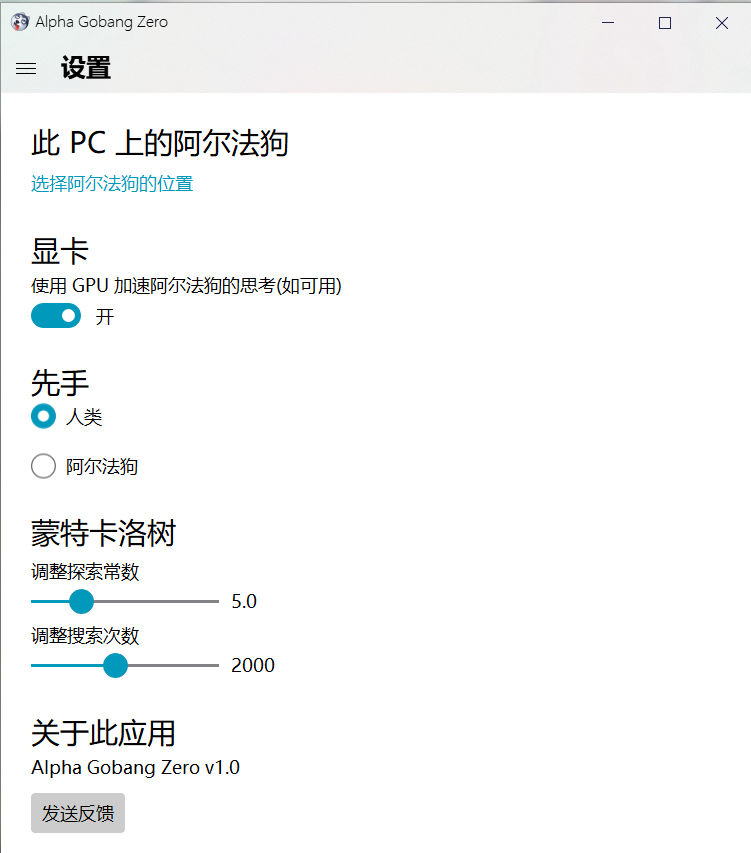 Alpha Gobang Zero
设置
此 PC 上的阿尔法狗
选择阿尔法狗的位置
显卡
使用 GPU 加速阿尔法狗的思考(如可用)
开
先手
人类
阿尔法狗
蒙特卡洛树
调整探索常数
5.0
调整搜索次数
2000
关于此应用
Alpha Gobang Zero v1.0
发送反馈